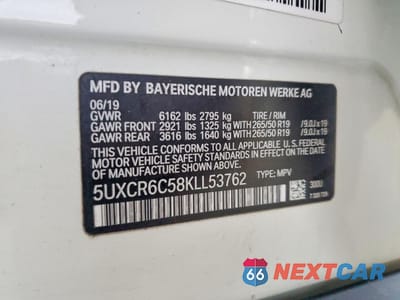 MFD BY BAYERISCHE MOTOREN WERKE AG
06/19
GVWR 6162 lbs 2795 kg TIRE / RIM
GAWR FRONT 2921 lbs 1325 kg 265/50 R19 / 9.0J x 19
GAWR REAR 3616 lbs 1640 kg 265/50 R19 / 9.0J x 19
THIS VEHICLE CONFORMS TO ALL APPLICABLE U.S. FEDERAL
MOTOR VEHICLE SAFETY STANDARDS IN EFFECT ON THE DATE OF
MANUFACTURE SHOWN ABOVE.
5UXCR6C58KLL53762 TYPE: MPV
300U
66 NEXTCAR